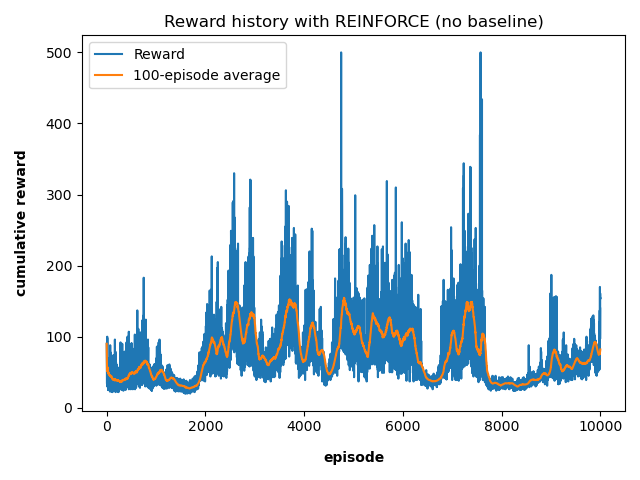 Reward history with REINFORCE (no baseline)
Reward
100-episode average
500
400
300
200
100
0
cumulative reward
0 2000 4000 6000 8000 10000
episode